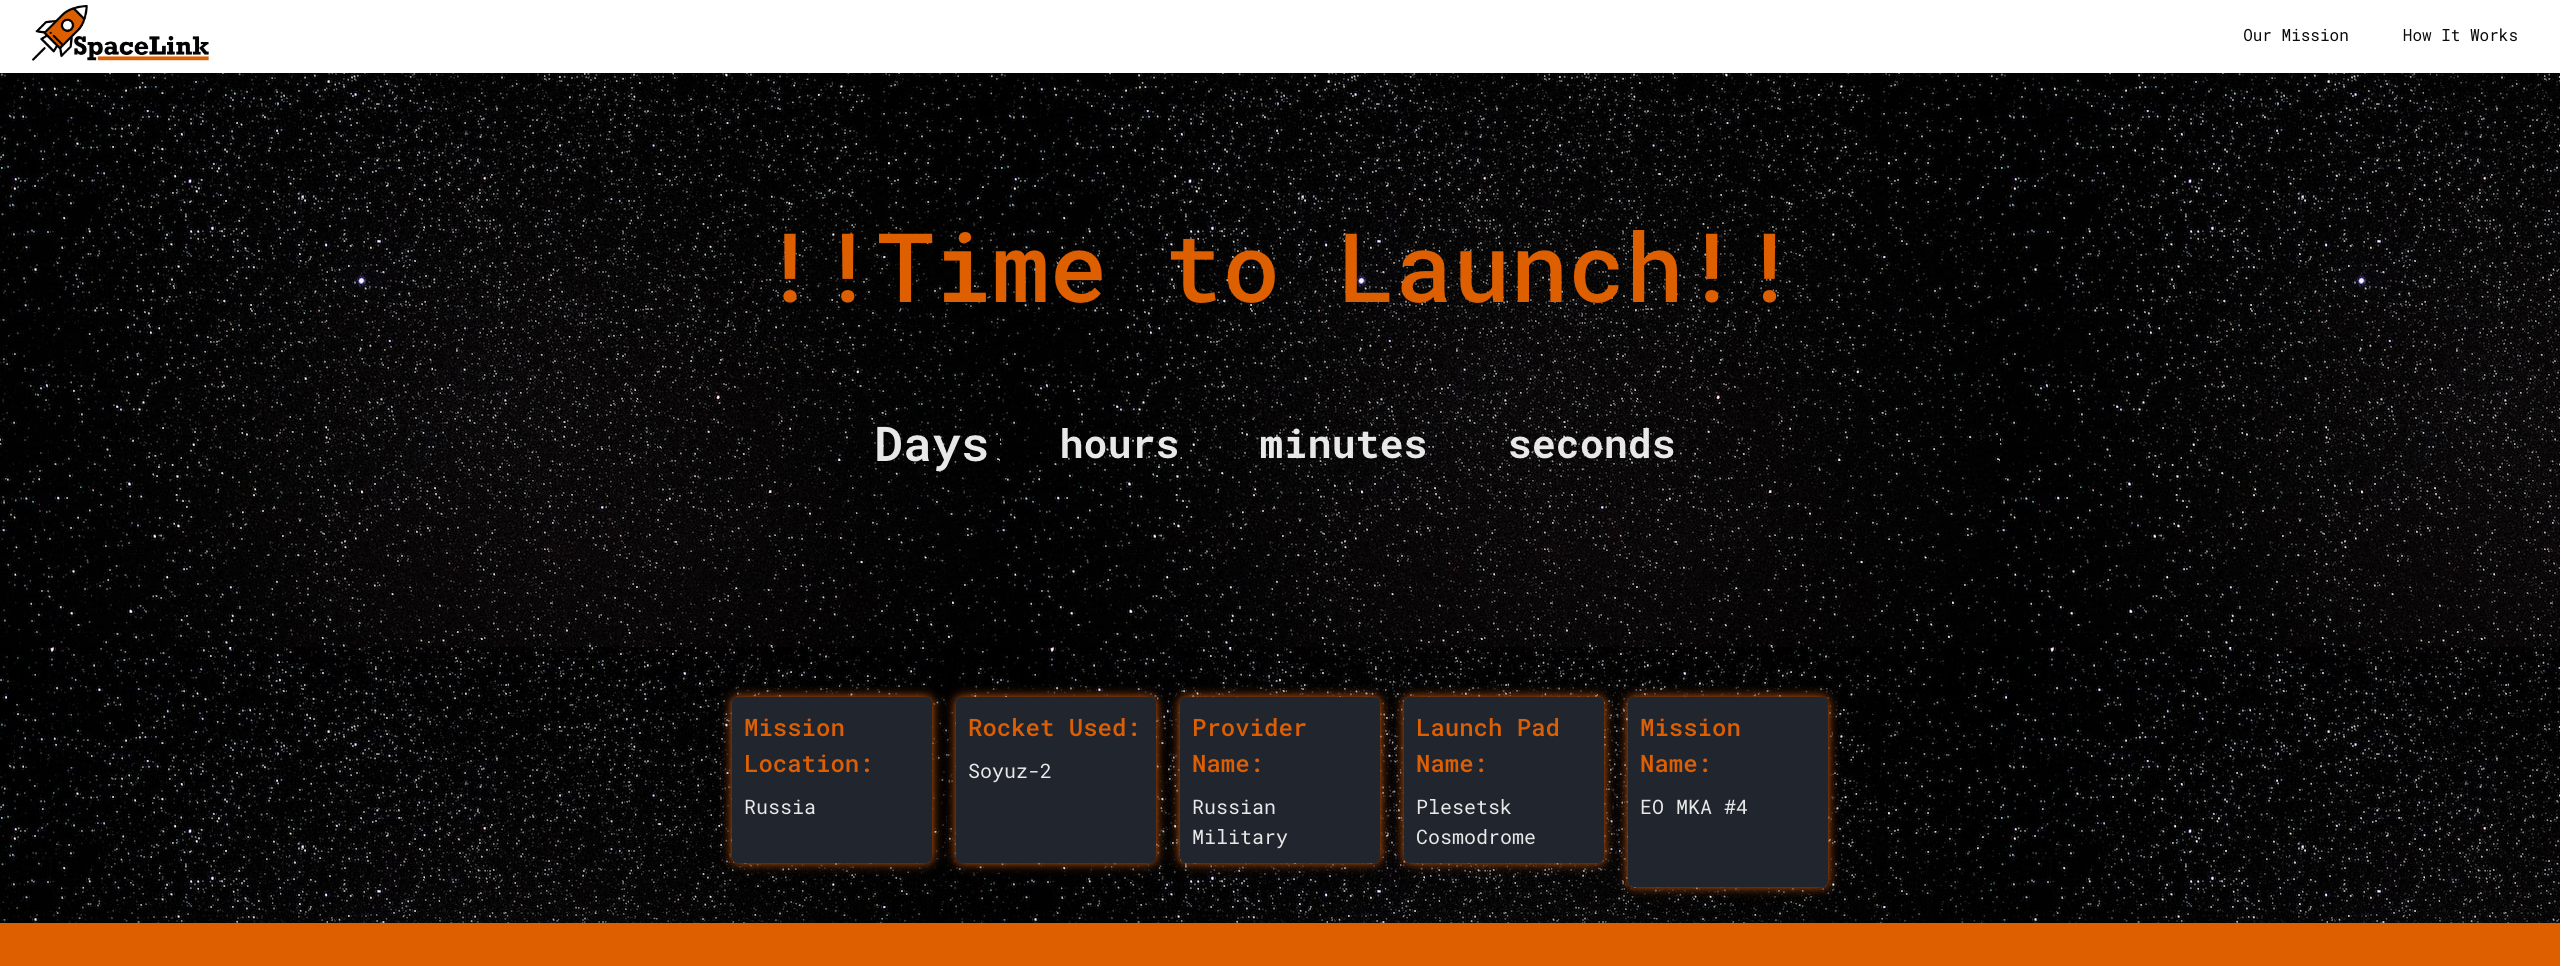 SpaceLink
Our Mission
How It Works
!!Time to Launch!!
Days hours minutes seconds
Mission
Location:
Russia
Rocket Used:
Soyuz-2
Provider
Name:
Russian
Military
Launch Pad
Name:
Plesetsk
Cosmodrome
Mission
Name:
EO MKA #4